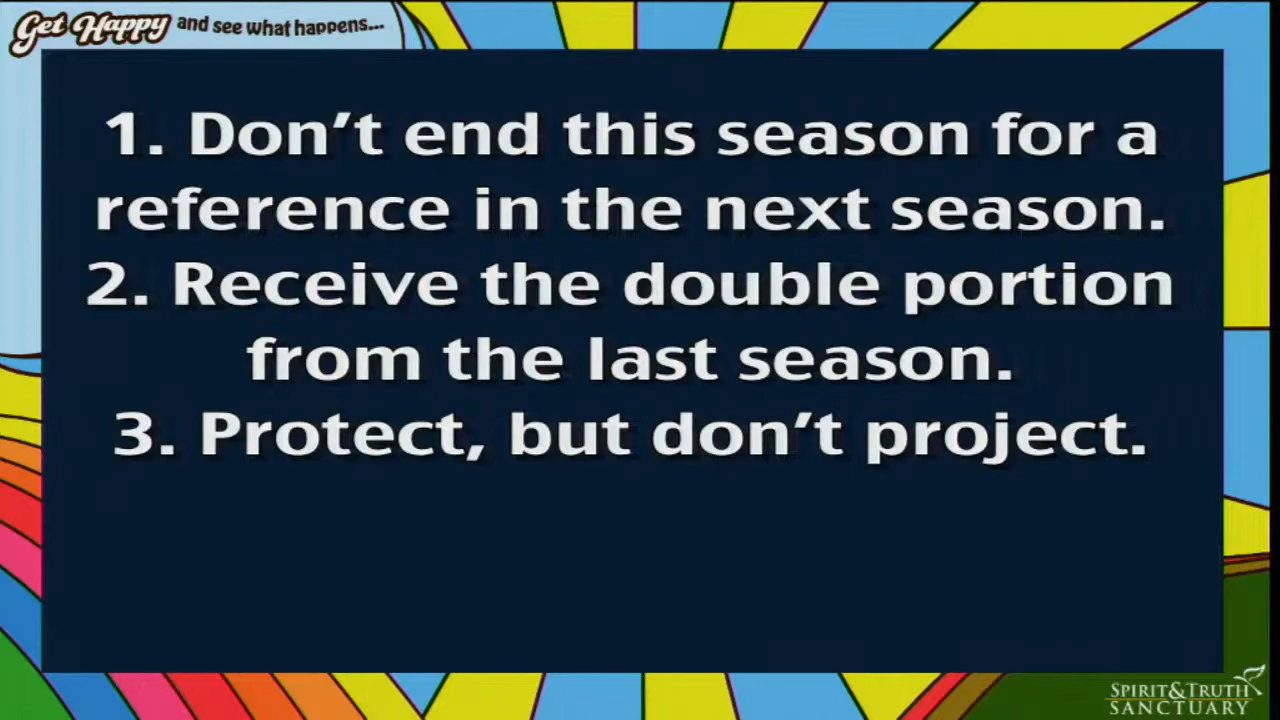 Get Happy and see what happens...
1. Don't end this season for a
reference in the next season.
2. Receive the double portion
from the last season.
3. Protect, but don't project.
SPIRIT&TRUTH
SANCTUARY